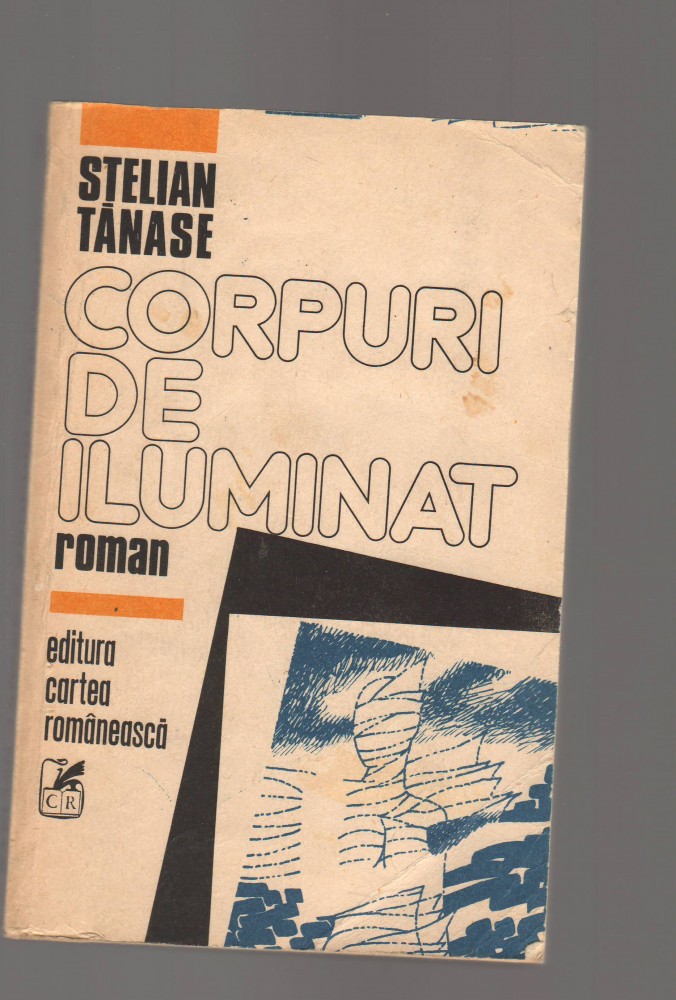 STELIAN
TĂNASE
CORPURI
DE
ILUMINAT
roman
editura
cartea
românească
CR